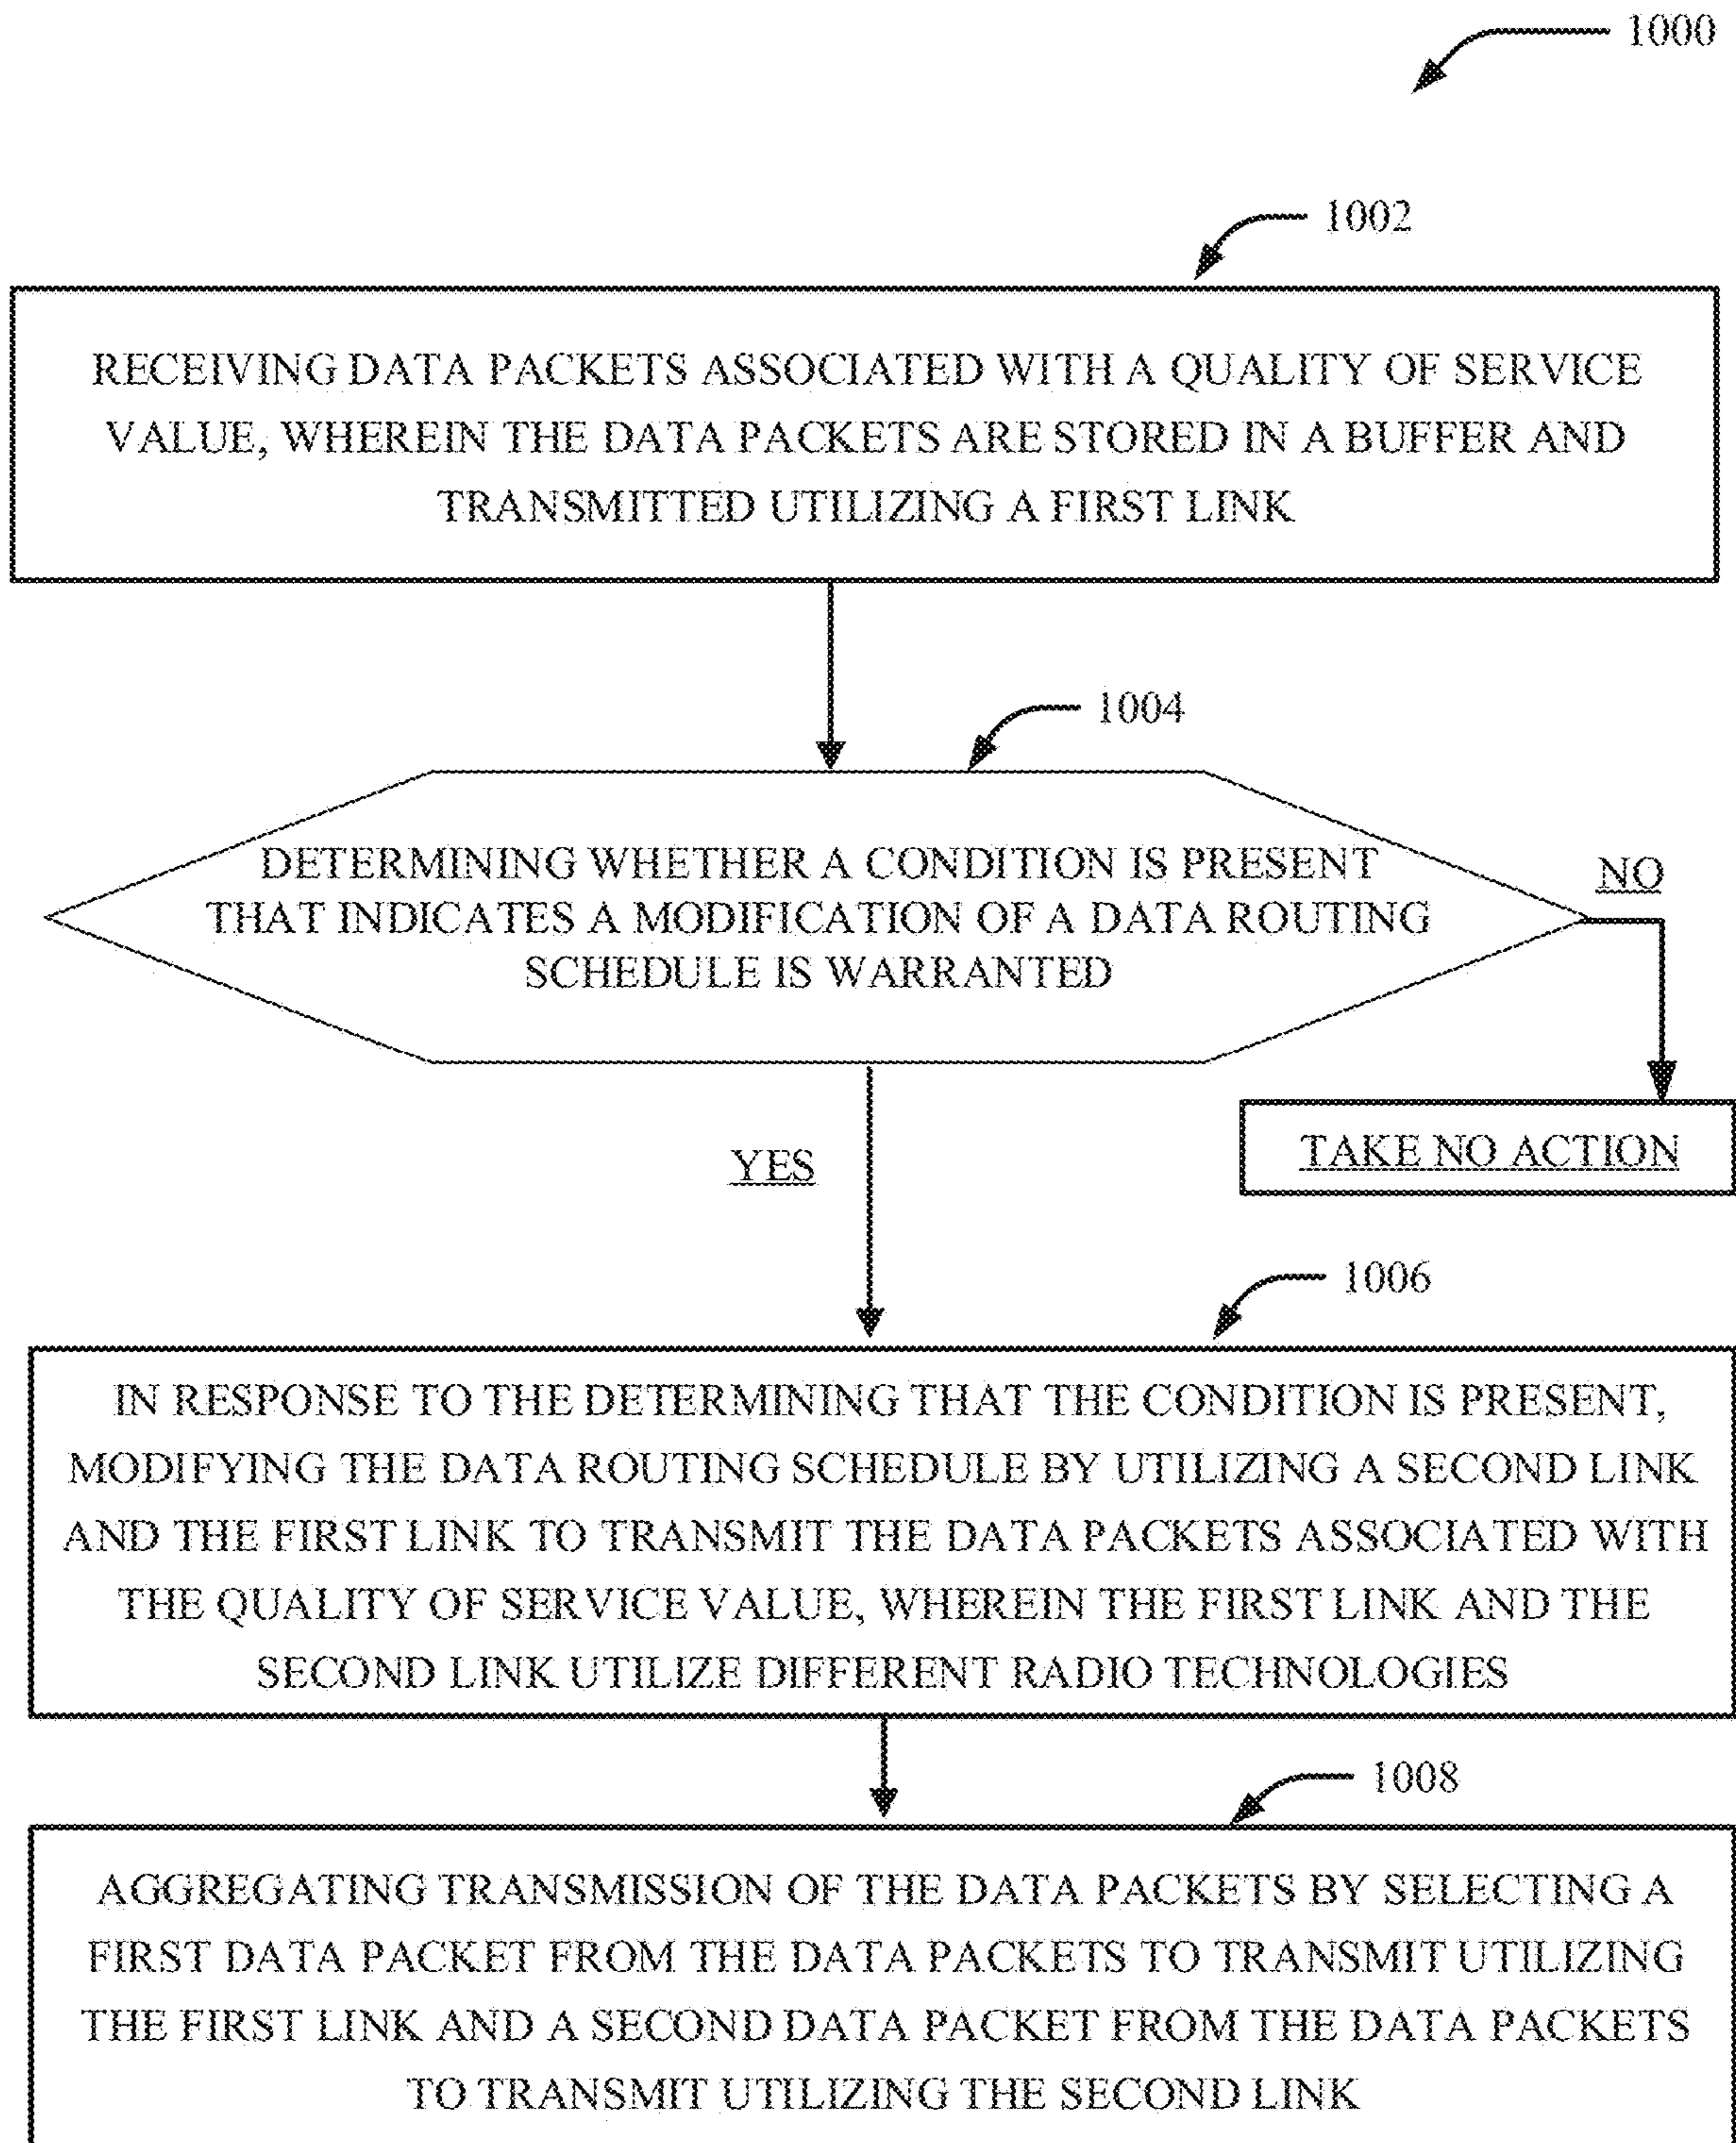 1000
1002
RECEIVING DATA PACKETS ASSOCIATED WITH A QUALITY OF SERVICE
VALUE, WHEREIN THE DATA PACKETS ARE STORED IN A BUFFER AND
TRANSMITTED UTILIZING A FIRST LINK
1004
DETERMINING WHETHER A CONDITION IS PRESENT
THAT INDICATES A MODIFICATION OF A DATA ROUTING
SCHEDULE IS WARRANTED
NO
TAKE NO ACTION
YES
1006
IN RESPONSE TO THE DETERMINING THAT THE CONDITION IS PRESENT,
MODIFYING THE DATA ROUTING SCHEDULE BY UTILIZING A SECOND LINK
AND THE FIRST LINK TO TRANSMIT THE DATA PACKETS ASSOCIATED WITH
THE QUALITY OF SERVICE VALUE, WHEREIN THE FIRST LINK AND THE
SECOND LINK UTILIZE DIFFERENT RADIO TECHNOLOGIES
1008
AGGREGATING TRANSMISSION OF THE DATA PACKETS BY SELECTING A
FIRST DATA PACKET FROM THE DATA PACKETS TO TRANSMIT UTILIZING
THE FIRST LINK AND A SECOND DATA PACKET FROM THE DATA PACKETS
TO TRANSMIT UTILIZING THE SECOND LINK